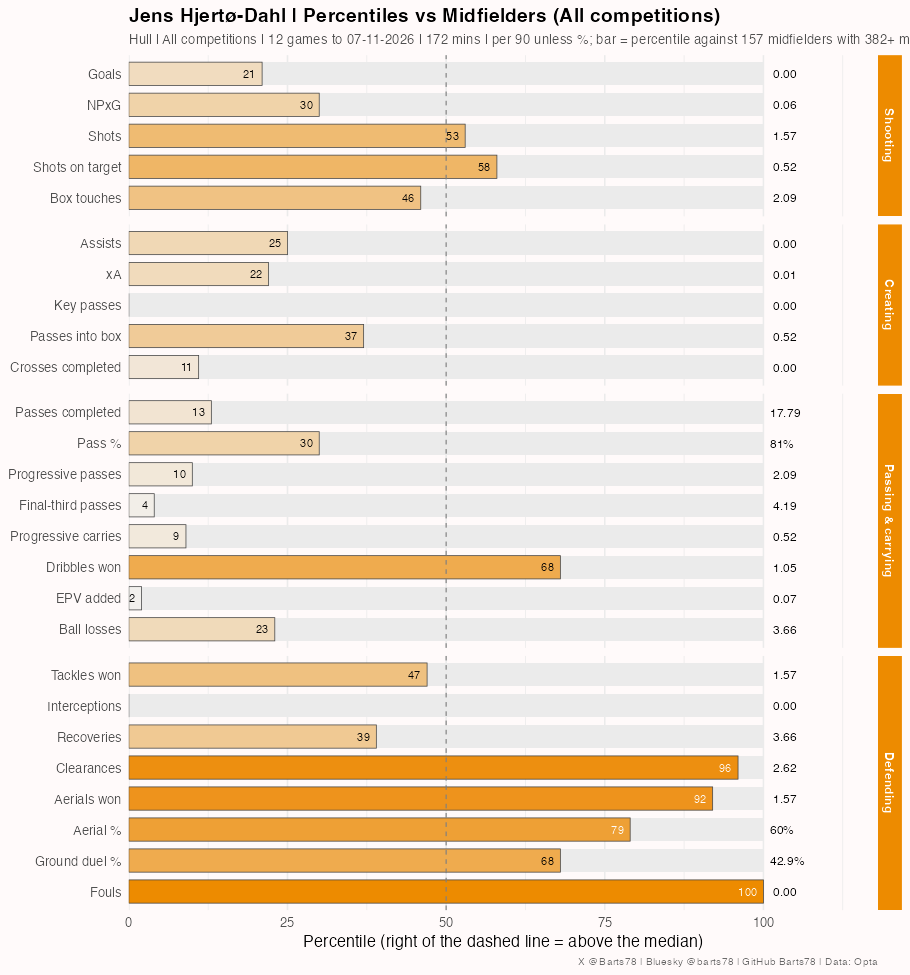 Jens Hjertø-Dahl | Percentiles vs Midfielders (All competitions)
Hull | All competitions | 12 games to 07-11-2026 | 172 mins | per 90 unless %; bar = percentile against 157 midfielders with 382+ m
Goals 21 0.00
NPxG 30 0.06
Shots 53 1.57
Shots on target 58 0.52
Box touches 46 2.09
Shooting
Assists 25 0.00
xA 22 0.01
Key passes 0.00
Passes into box 37 0.52
Crosses completed 11 0.00
Creating
Passes completed 13 17.79
Pass % 30 81%
Progressive passes 10 2.09
Final-third passes 4 4.19
Progressive carries 9 0.52
Dribbles won 68 1.05
EPV added 2 0.07
Ball losses 23 3.66
Passing & carrying
Tackles won 47 1.57
Interceptions 0.00
Recoveries 39 3.66
Clearances 96 2.62
Aerials won 92 1.57
Aerial % 79 60%
Ground duel % 68 42.9%
Fouls 100 0.00
Defending
0 25 50 75 100
Percentile (right of the dashed line = above the median)
X @Barts78 | Bluesky @barts78 | GitHub Barts78 | Data: Opta